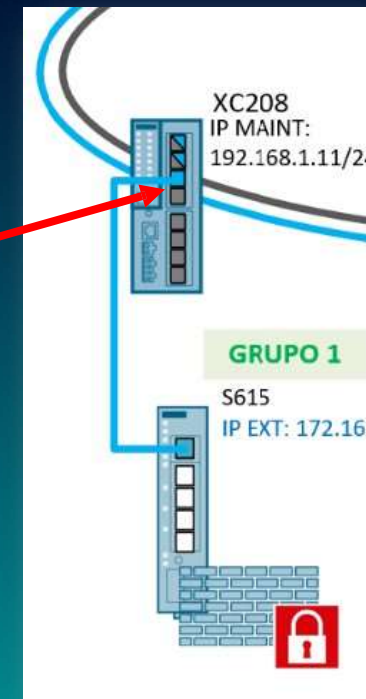 XC208
IP MAINT:
192.168.1.11/24
GRUPO 1
S615
IP EXT: 172.16